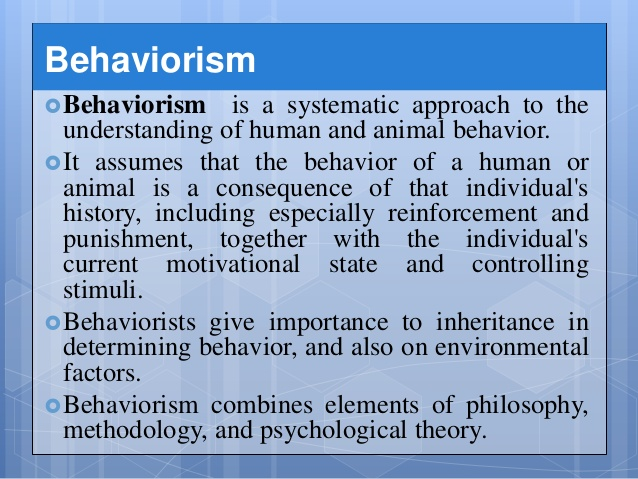 Behaviorism
Behaviorism is a systematic approach to the
understanding of human and animal behavior.
It assumes that the behavior of a human or
animal is a consequence of that individual's
history, including especially reinforcement and
punishment, together with the individual's
current motivational state and controlling
stimuli.
Behaviorists give importance to inheritance in
determining behavior, and also on environmental
factors.
Behaviorism combines elements of philosophy,
methodology, and psychological theory.